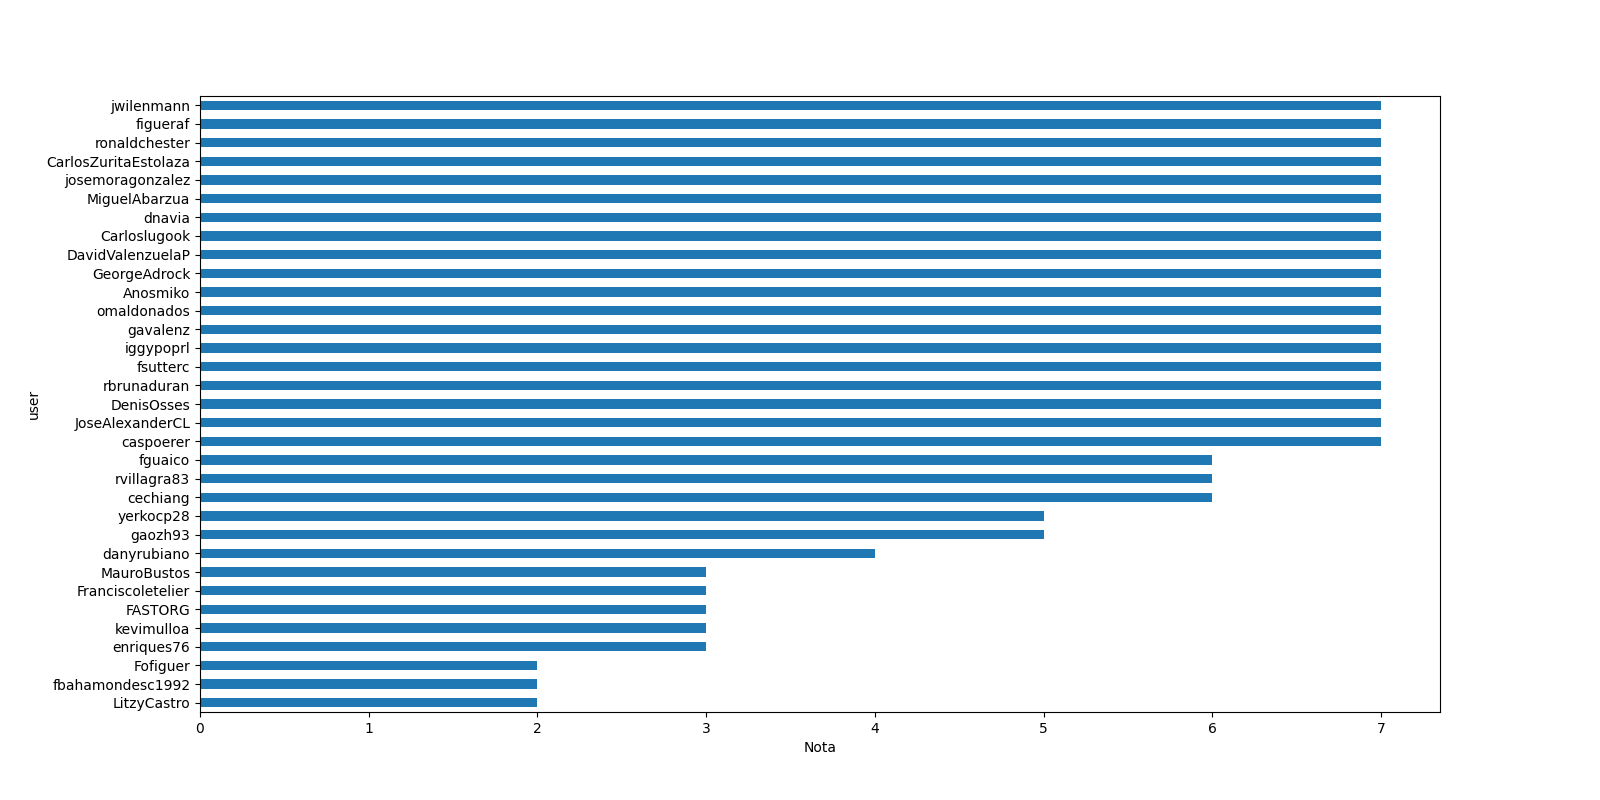 jwilenmann
figueraf
ronaldchester
CarlosZuritaEstolaza
josemoragonzalez
MiguelAbarzua
dnavia
Carloslugook
DavidValenzuelaP
GeorgeAdrock
Anosmiko
omaldonados
gavalenz
iggypoprl
fsutterc
rbrunaduran
DenisOsses
JoseAlexanderCL
caspoerer
fguaico
rvillagra83
cechiang
yerkocp28
gaozh93
danyrubiano
MauroBustos
Franciscoletelier
FASTORG
kevimulloa
enriques76
Fofiguer
fbahamondesc1992
LitzyCastro
user
0 1 2 3 4 5 6 7
Nota